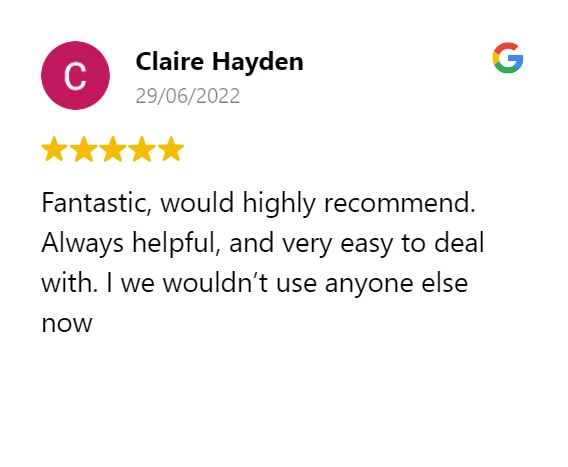 C
Claire Hayden
29/06/2022
Fantastic, would highly recommend.
Always helpful, and very easy to deal
with. I we wouldn’t use anyone else
now